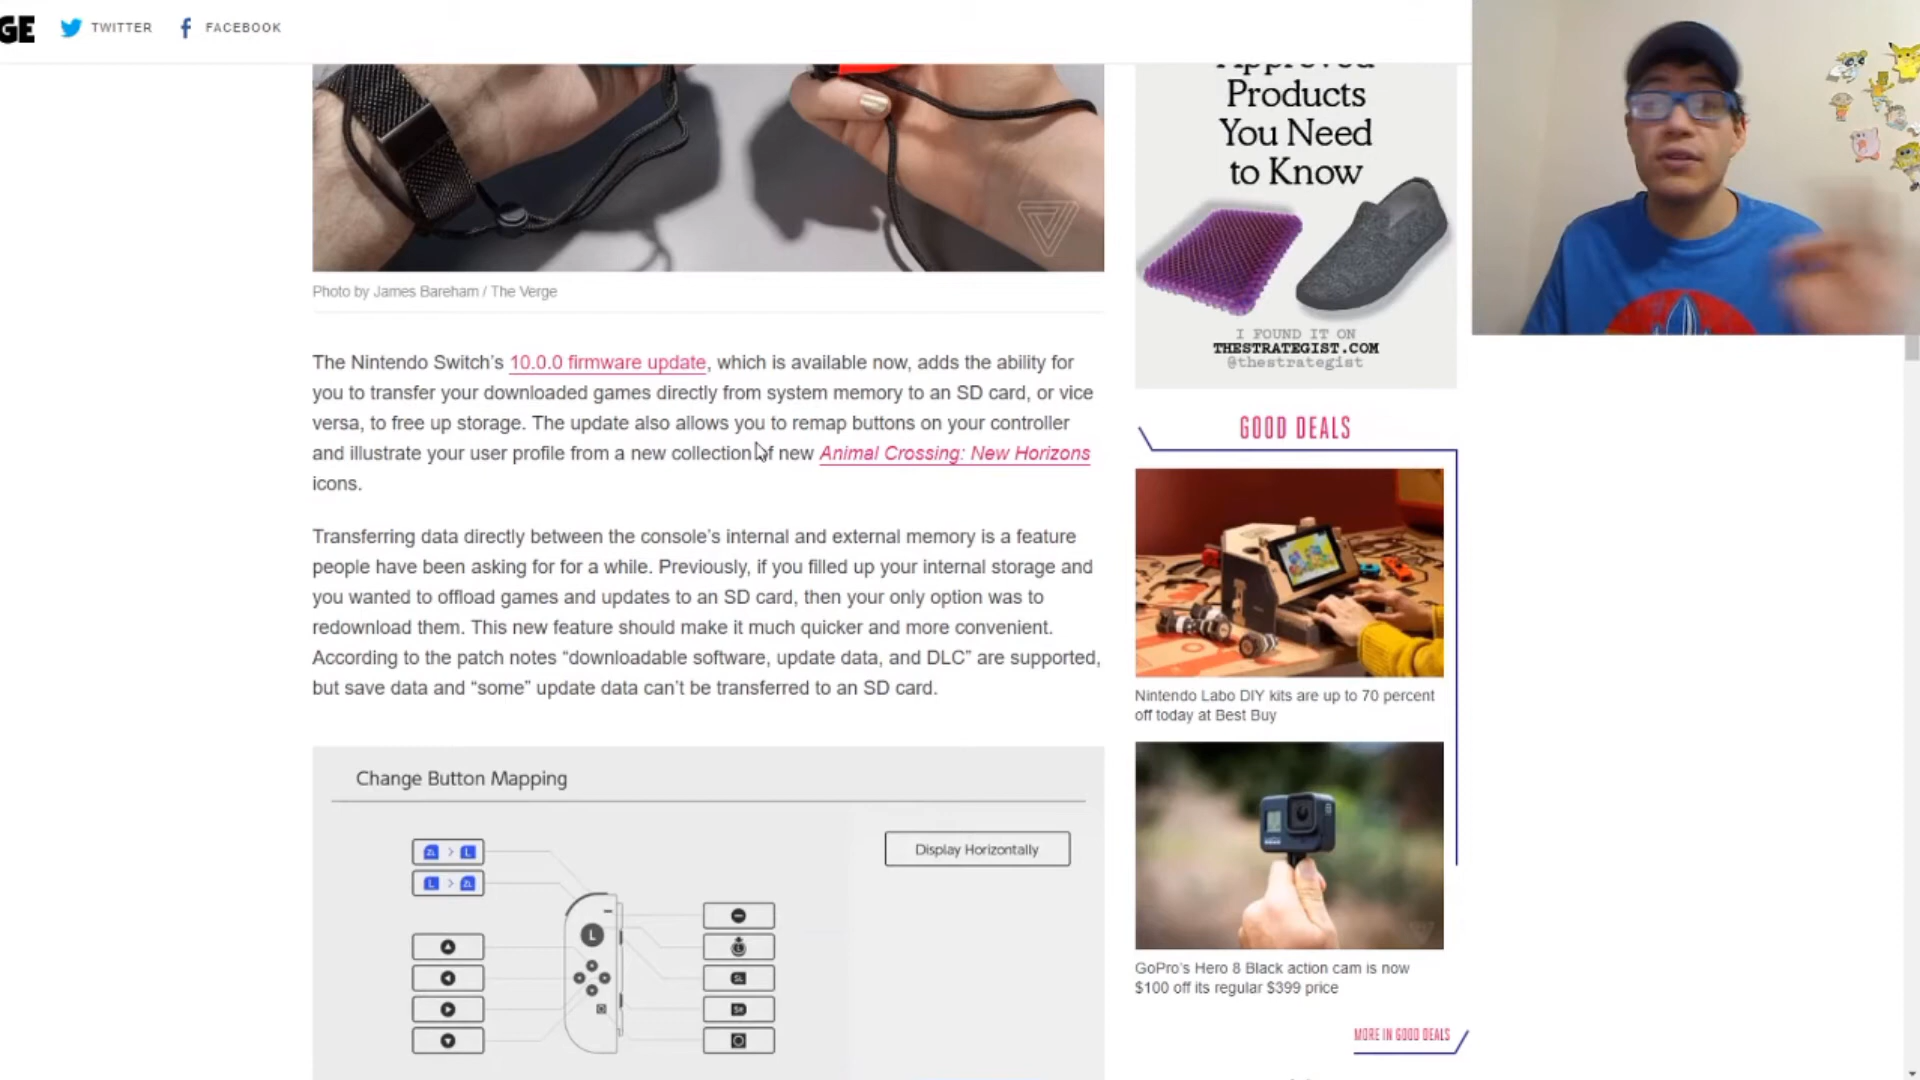 GE
TWITTER
FACEBOOK
Approved
Products
You Need
to Know
I FOUND IT ON
THESTRATEGIST.COM
@thestrategist
Photo by James Bareham / The Verge
The Nintendo Switch's 10.0.0 firmware update, which is available now, adds the ability for
you to transfer your downloaded games directly from system memory to an SD card, or vice
versa, to free up storage. The update also allows you to remap buttons on your controller
and illustrate your user profile from a new collection of new Animal Crossing: New Horizons
icons.
Transferring data directly between the console's internal and external memory is a feature
people have been asking for for a while. Previously, if you filled up your internal storage and
you wanted to offload games and updates to an SD card, then your only option was to
redownload them. This new feature should make it much quicker and more convenient.
According to the patch notes “downloadable software, update data, and DLC” are supported,
but save data and “some” update data can't be transferred to an SD card.
GOOD DEALS
Nintendo Labo DIY kits are up to 70 percent
off today at Best Buy
GoPro's Hero 8 Black action cam is now
$100 off its regular $399 price
MORE IN GOOD DEALS
Change Button Mapping
Display Horizontally
ZL > L
L > ZL
L
L
SL
SR